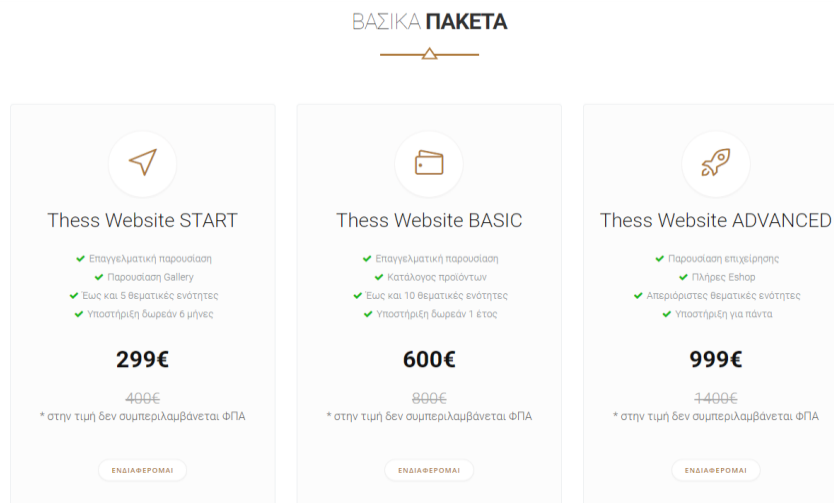 ΒΑΣΙΚΑ ΠΑΚΕΤΑ
Thess Website START
Επαγγελματική παρουσίαση
Παρουσίαση Gallery
Έως και 5 θεματικές ενότητες
Υποστήριξη δωρεάν 6 μήνες
299€
400€
* στην τιμή δεν συμπεριλαμβάνεται ΦΠΑ
ΕΝΔΙΑΦΕΡΟΜΑΙ
Thess Website BASIC
Επαγγελματική παρουσίαση
Κατάλογος προϊόντων
Έως και 10 θεματικές ενότητες
Υποστήριξη δωρεάν 1 έτος
600€
800€
* στην τιμή δεν συμπεριλαμβάνεται ΦΠΑ
ΕΝΔΙΑΦΕΡΟΜΑΙ
Thess Website ADVANCED
Παρουσίαση επιχείρησης
Πλήρες Eshop
Απεριόριστες θεματικές ενότητες
Υποστήριξη για πάντα
999€
1400€
* στην τιμή δεν συμπεριλαμβάνεται ΦΠΑ
ΕΝΔΙΑΦΕΡΟΜΑΙ